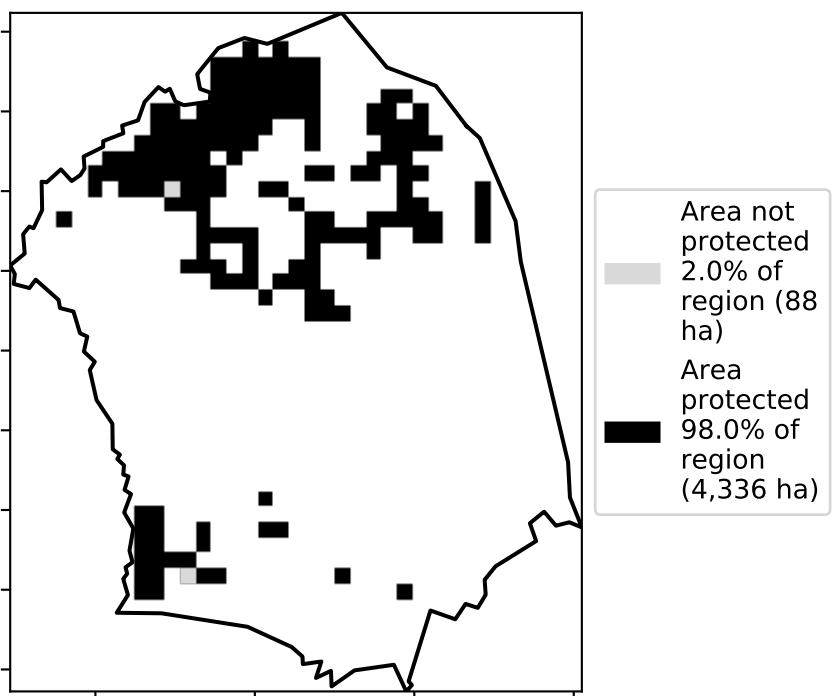 Area not
protected
2.0% of
region (88
ha)
Area
protected
98.0% of
region
(4,336 ha)